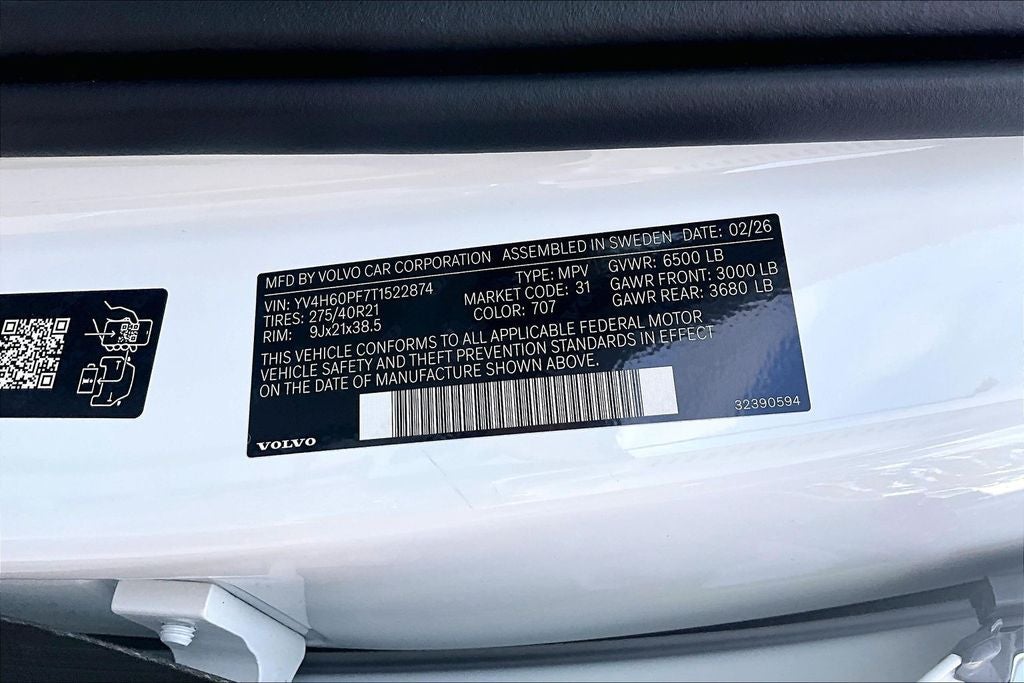 MFD BY VOLVO CAR CORPORATION ASSEMBLED IN SWEDEN DATE: 02/26
VIN: YV4H60PF7T1522874 TYPE: MPV GVWR: 6500 LB
TIRES: 275/40R21 MARKET CODE: 31 GAWR FRONT: 3000 LB
RIM: 9Jx21x38.5 COLOR: 707 GAWR REAR: 3680 LB
THIS VEHICLE CONFORMS TO ALL APPLICABLE FEDERAL MOTOR
VEHICLE SAFETY AND THEFT PREVENTION STANDARDS IN EFFECT
ON THE DATE OF MANUFACTURE SHOWN ABOVE.
VOLVO 32390594